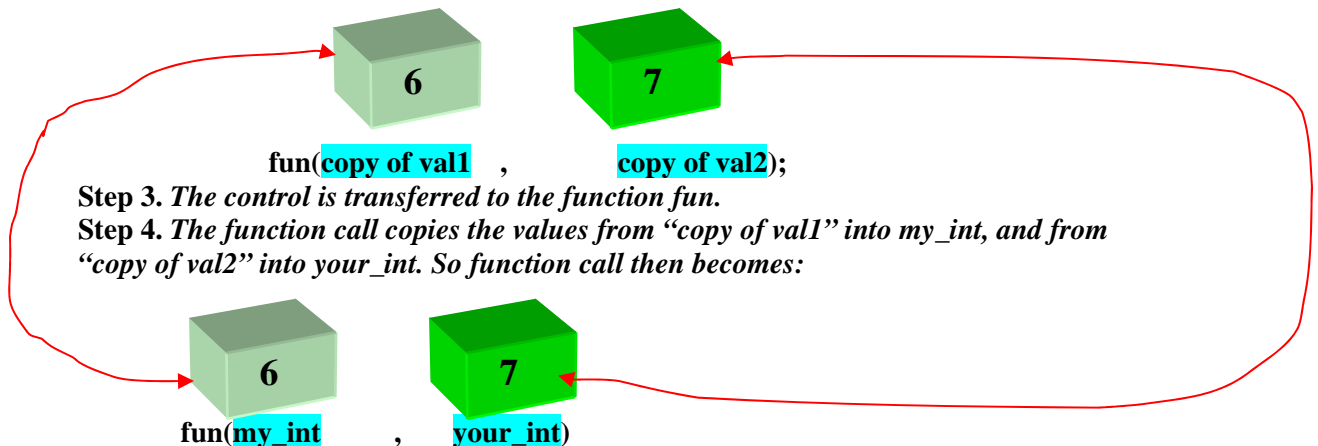 6 7
fun(copy of val1 , copy of val2);
Step 3. The control is transferred to the function fun.
Step 4. The function call copies the values from “copy of val1” into my_int, and from
“copy of val2” into your_int. So function call then becomes:
6 7
fun(my_int , your_int)